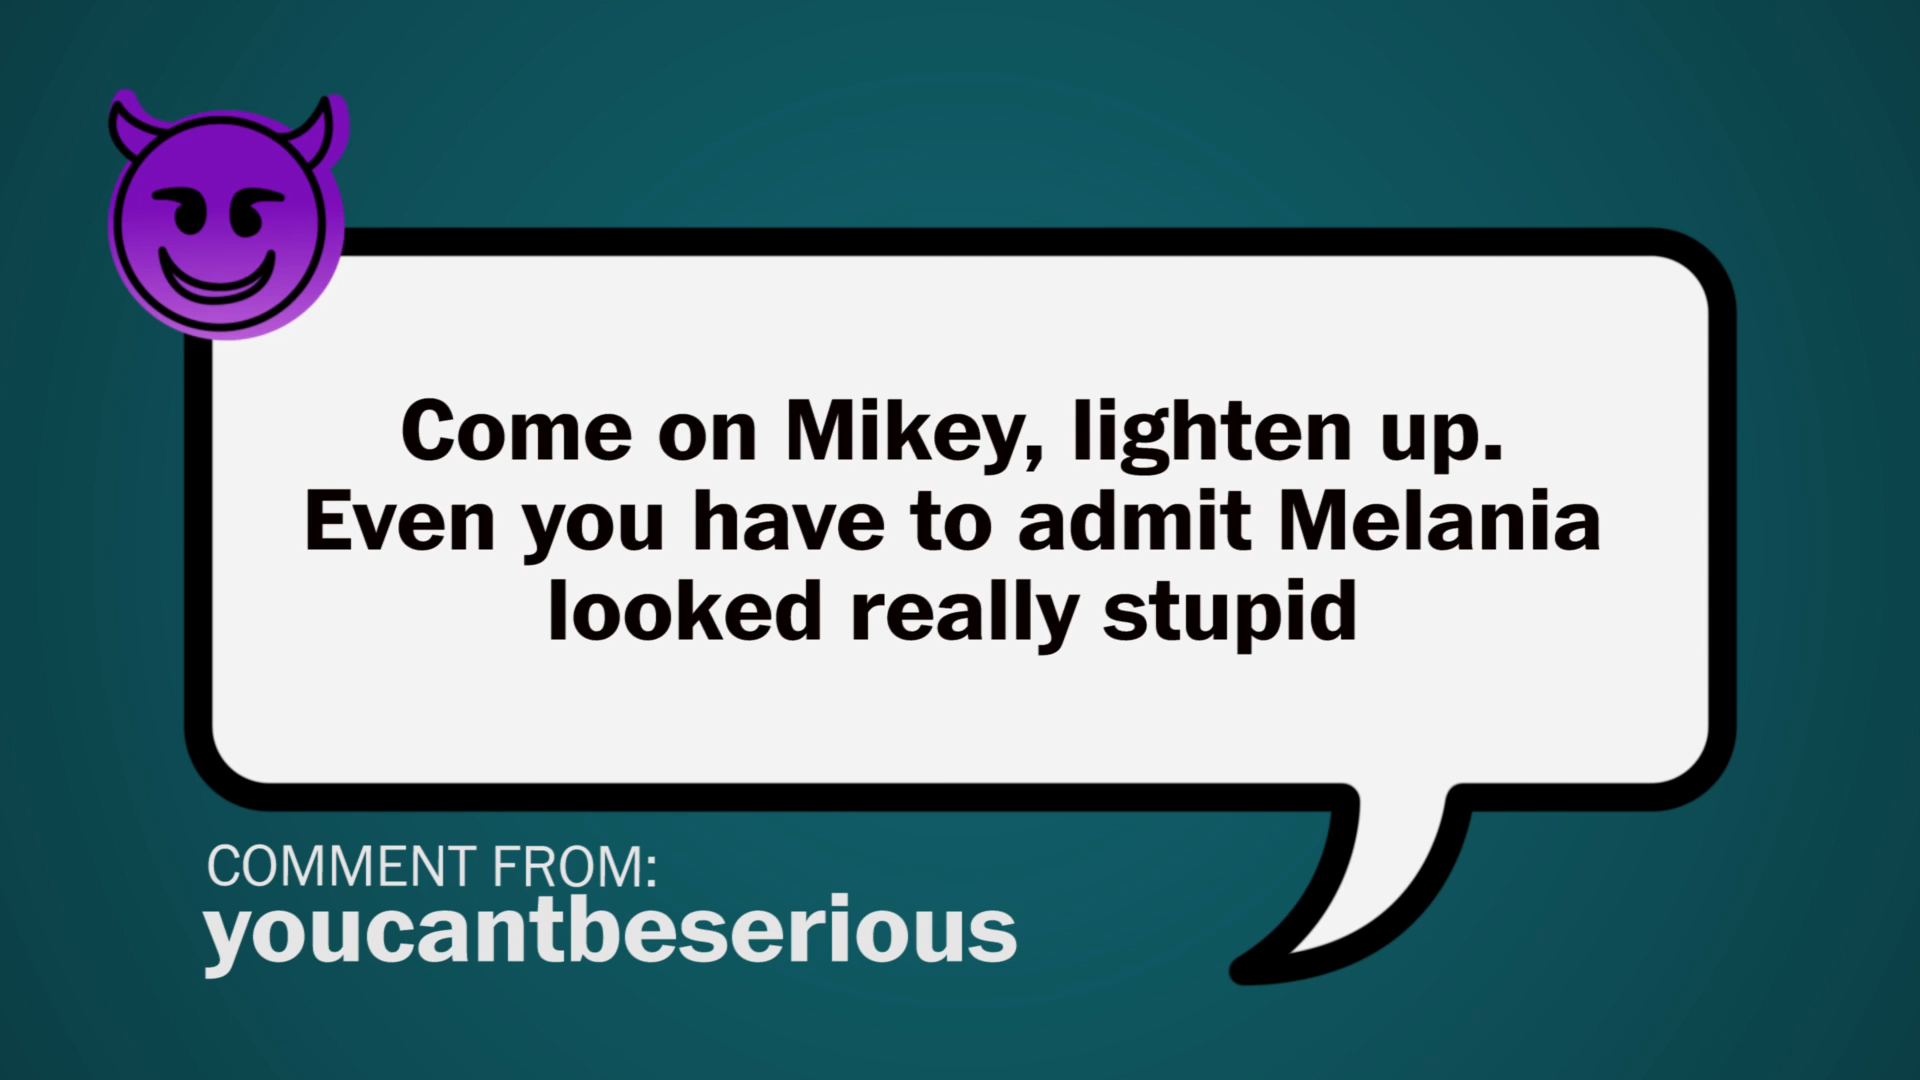 Come on Mikey, lighten up.
Even you have to admit Melania
looked really stupid
COMMENT FROM:
youcantbeserious